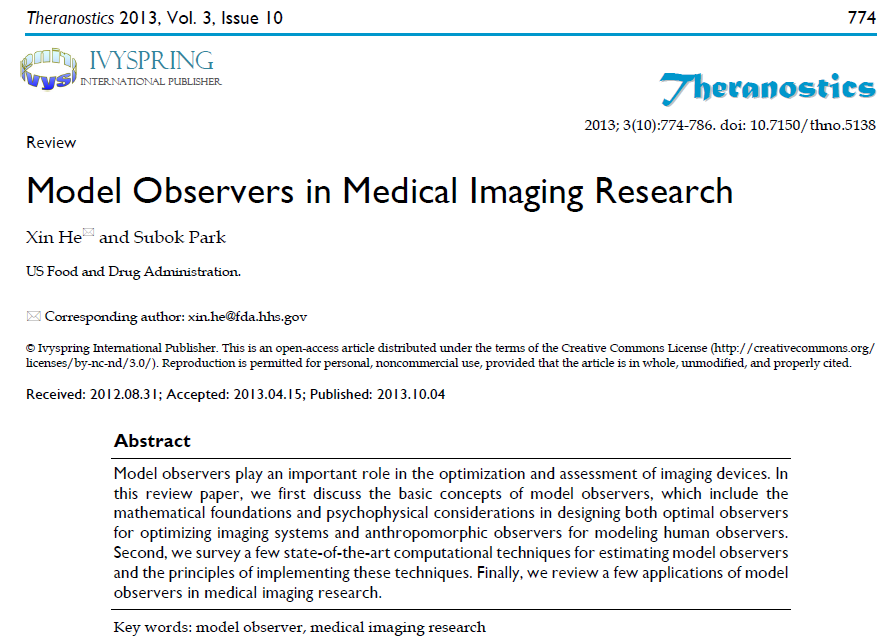 Theranostics 2013, Vol. 3, Issue 10 774
IVYSPRING
INTERNATIONAL PUBLISHER
ivys
Theranostics
2013; 3(10):774-786. doi: 10.7150/thno.5138
Review
Model Observers in Medical Imaging Research
Xin He and Subok Park
US Food and Drug Administration.
Corresponding author: xin.he@fda.hhs.gov
© Ivyspring International Publisher. This is an open-access article distributed under the terms of the Creative Commons License (http://creativecommons.org/
licenses/by-nc-nd/3.0/). Reproduction is permitted for personal, noncommercial use, provided that the article is in whole, unmodified, and properly cited.
Received: 2012.08.31; Accepted: 2013.04.15; Published: 2013.10.04
Abstract
Model observers play an important role in the optimization and assessment of imaging devices. In
this review paper, we first discuss the basic concepts of model observers, which include the
mathematical foundations and psychophysical considerations in designing both optimal observers
for optimizing imaging systems and anthropomorphic observers for modeling human observers.
Second, we survey a few state-of-the-art computational techniques for estimating model observers
and the principles of implementing these techniques. Finally, we review a few applications of model
observers in medical imaging research.
Key words: model observer, medical imaging research